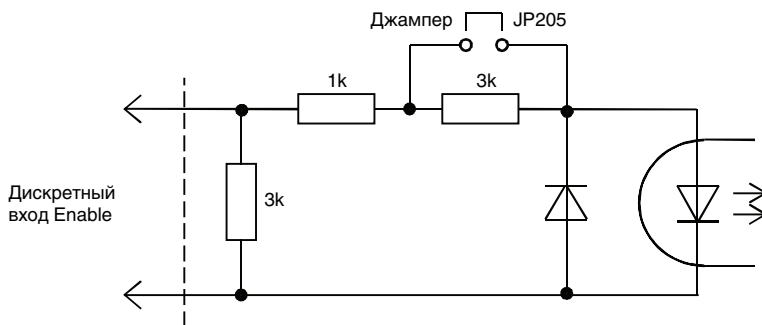 Джампер JP205
1k
3k
3k
Дискретный
вход Enable